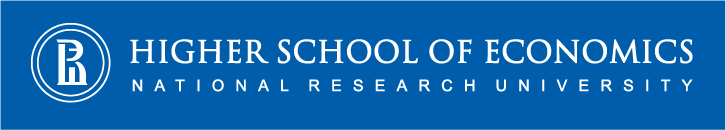 HIGHER SCHOOL OF ECONOMICS
NATIONAL RESEARCH UNIVERSITY